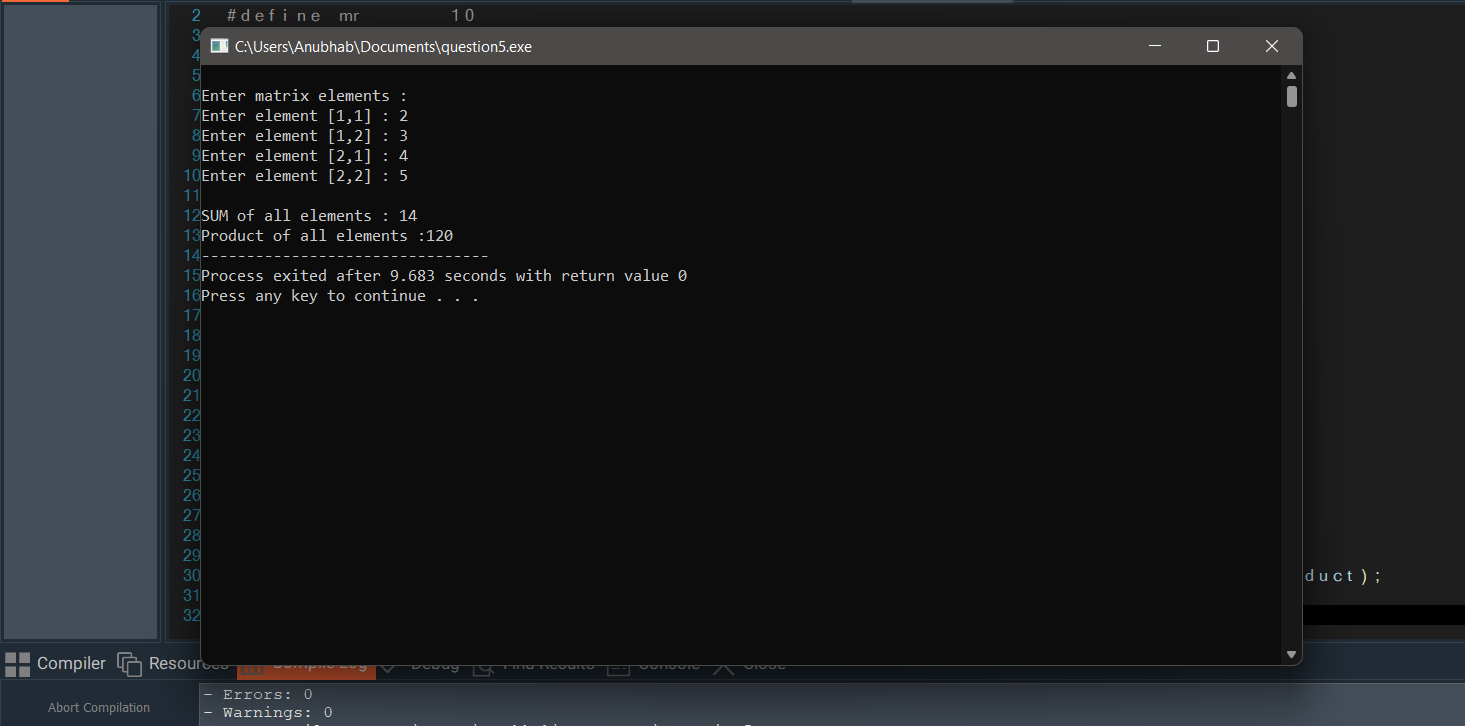 2 #define mr 10
C:\Users\Anubhab\Documents\question5.exe
3
4
5
6 Enter matrix elements :
7 Enter element [1,1] : 2
8 Enter element [1,2] : 3
9 Enter element [2,1] : 4
10 Enter element [2,2] : 5
11
12 SUM of all elements : 14
13 Product of all elements :120
14 --------------------------------
15 Process exited after 9.683 seconds with return value 0
16 Press any key to continue . . .
17
18
19
20
21
22
23
24
25
26
27
28
29
30 duct);
31
32
Compiler Resources Compile Log Debug Find Results Console Close
- Errors: 0
Abort Compilation
- Warnings: 0